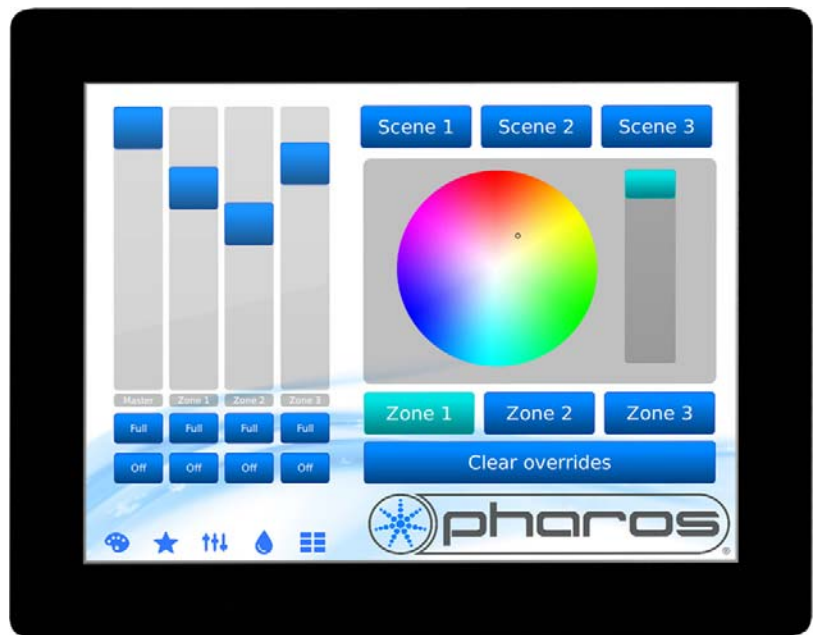 Scene 1 Scene 2 Scene 3
Master Zone 1 Zone 2 Zone 3
Full Full Full Full
Off Off Off Off
Zone 1 Zone 2 Zone 3
Clear overrides
pharos®